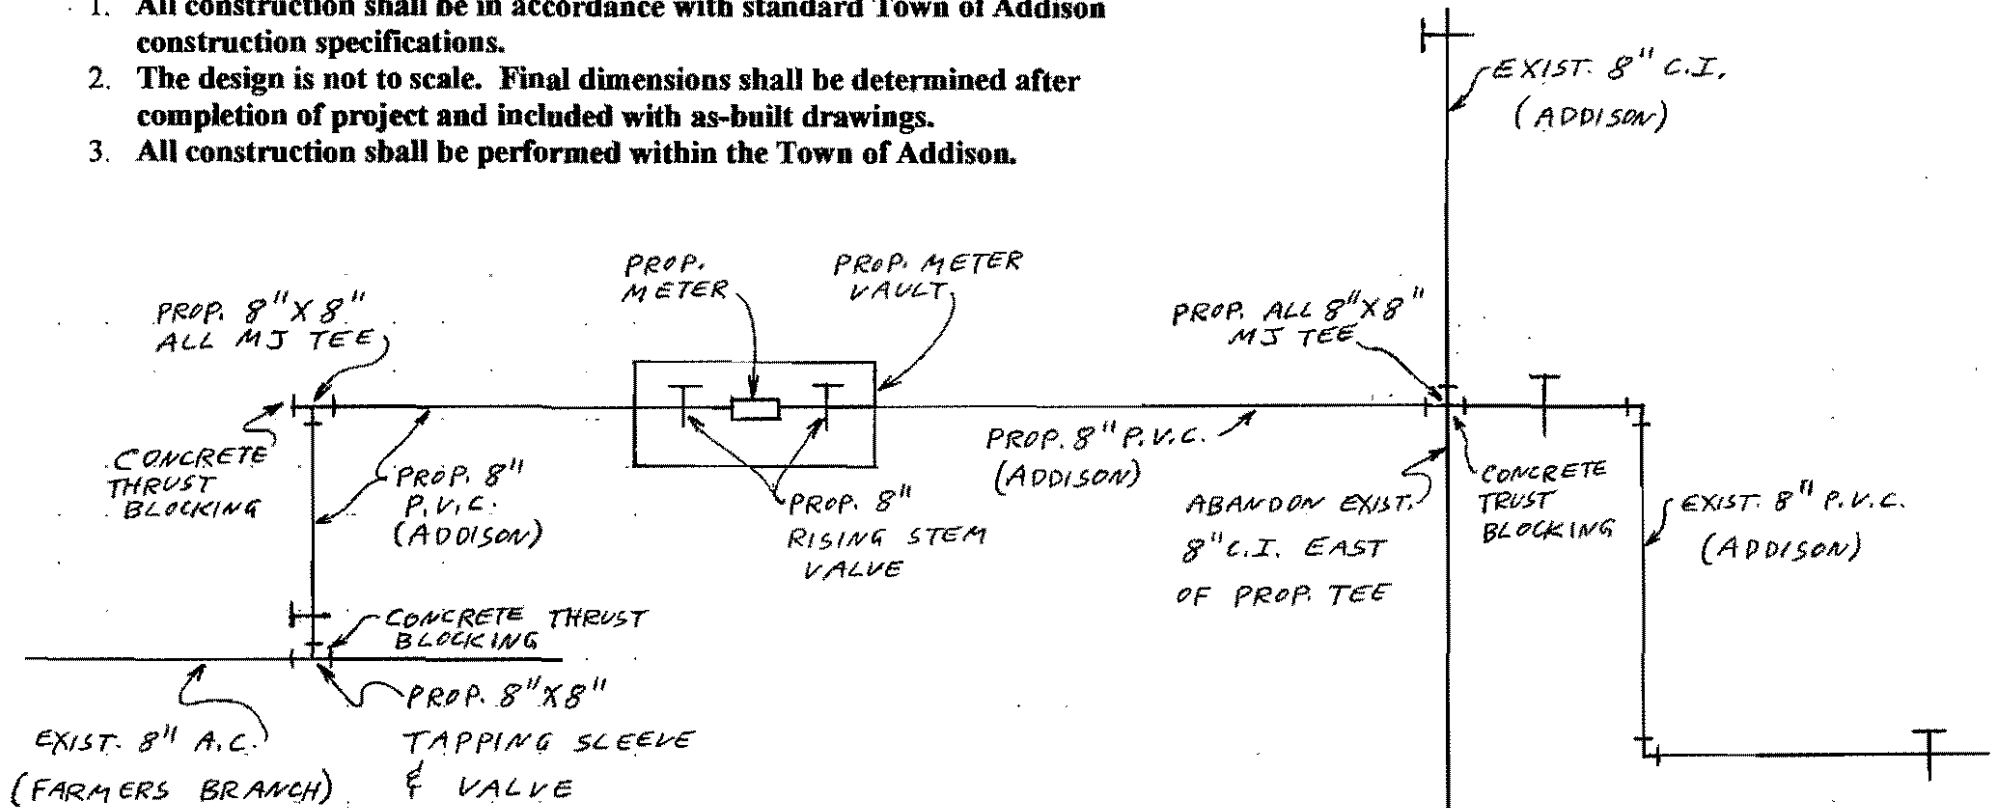 1. All construction shall be in accordance with standard Town of Addison
construction specifications.
2. The design is not to scale. Final dimensions shall be determined after
completion of project and included with as-built drawings.
3. All construction shall be performed within the Town of Addison.
EXIST. 8" C.I.
(ADDISON)
PROP. 8" X 8"
ALL MJ TEE
PROP.
METER
PROP. METER
VAULT
PROP. ALL 8" X 8"
MJ TEE
CONCRETE
THRUST
BLOCKING
PROP. 8"
P.V.C.
(ADDISON)
PROP. 8"
RISING STEM
VALVE
PROP. 8" P.V.C.
(ADDISON)
ABANDON EXIST.
8" C.I. EAST
OF PROP. TEE
CONCRETE
TRUST
BLOCKING
EXIST. 8" P.V.C.
(ADDISON)
CONCRETE THRUST
BLOCKING
EXIST. 8" A.C.
(FARMERS BRANCH)
PROP. 8" X 8"
TAPPING SLEEVE
& VALVE